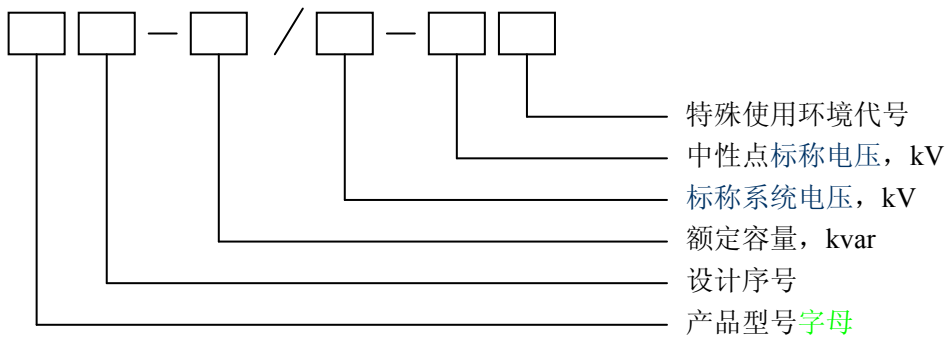 □□-□/□-□□
特殊使用环境代号
中性点标称电压，kV
标称系统电压，kV
额定容量，kvar
设计序号
产品型号字母